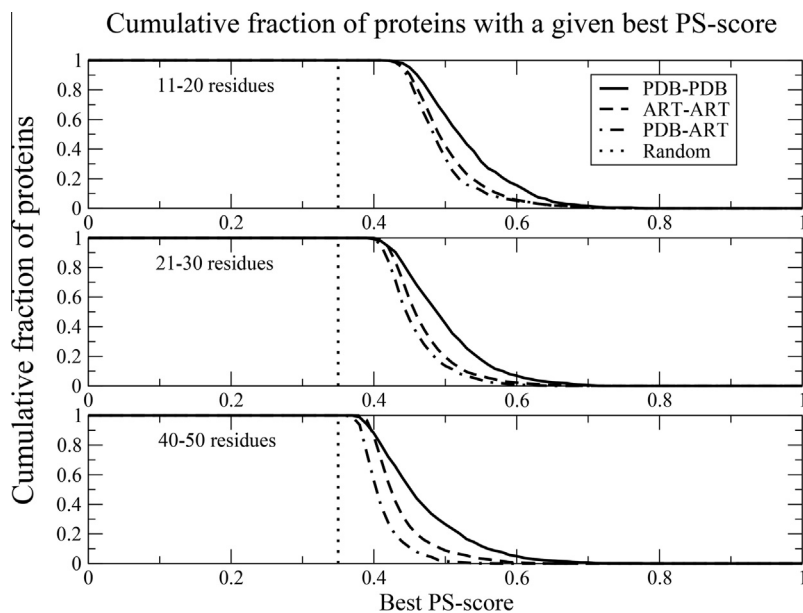 Cumulative fraction of proteins with a given best PS-score
Cumulative fraction of proteins
1
0.8
0.6
0.4
0.2
0
11-20 residues
PDB-PDB
ART-ART
PDB-ART
Random
0 0.2 0.4 0.6 0.8 1
1
0.8
0.6
0.4
0.2
0
21-30 residues
0 0.2 0.4 0.6 0.8 1
1
0.8
0.6
0.4
0.2
0
40-50 residues
0 0.2 0.4 0.6 0.8 1
Best PS-score